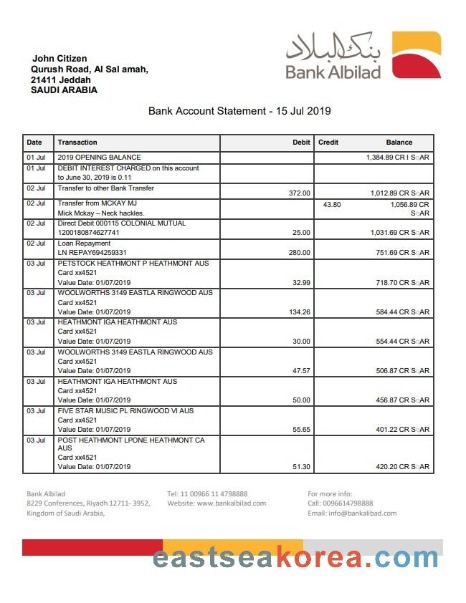 John Citizen
Qurush Road, Al Sal amah,
21411 Jeddah
SAUDI ARABIA
بنك البلاد
Bank Albilad
Bank Account Statement - 15 Jul 2019
Date Transaction Debit Credit Balance
01 Jul 2019 OPENING BALANCE 1,384.89 CR I S::AR
01 Jul DEBIT INTEREST CHARGED on this account
to June 30, 2019 is 0.11
02 Jul Transfer to other Bank Transfer
372.00 1,012.89 CR S::AR
02 Jul Transfer from MCKAY MJ 43.80 1,056.89 CR
Mick Mckay – Neck hackles. S::AR
02 Jul Direct Debit 000115 COLONIAL MUTUAL
1200180874627741 25.00 1,031.69 CR S::AR
02 Jul Loan Repayment
LN REPAY694259331 280.00 751.69 CR S::AR
03 Jul PETSTOCK HEATHMONT P HEATHMONT AUS
Card xx4521
Value Date: 01/07/2019 32.99 718.70 CR S::AR
03 Jul WOOLWORTHS 3149 EASTLA RINGWOOD AUS
Card xx4521
Value Date: 01/07/2019 134.26 584.44 CR S::AR
03 Jul HEATHMONT IGA HEATHMONT AUS
Card xx4521
Value Date: 01/07/2019 30.00 554.44 CR S::AR
03 Jul WOOLWORTHS 3149 EASTLA RINGWOOD AUS
Card xx4521
Value Date: 01/07/2019 47.57 506.87 CR S::AR
03 Jul HEATHMONT IGA HEATHMONT AUS
Card xx4521
Value Date: 01/07/2019 50.00 456.87 CR S::AR
03 Jul FIVE STAR MUSIC PL RINGWOOD VI AUS
Card xx4521
Value Date: 01/07/2019 55.65 401.22 CR S::AR
03 Jul POST HEATHMONT LPONE HEATHMONT CA
AUS
Card xx4521
Value Date: 01/07/2019 51.30 420.20 CR S::AR
Bank Albilad Tel: 11 00966 11 4798888 For more info:
8229 Conferences, Riyadh 12711- 3952, Website: www.bankalbilad.com Call: 0096614798888
Kingdom of Saudi Arabia, Email: info@bankalibad.com
eastseakorea.com